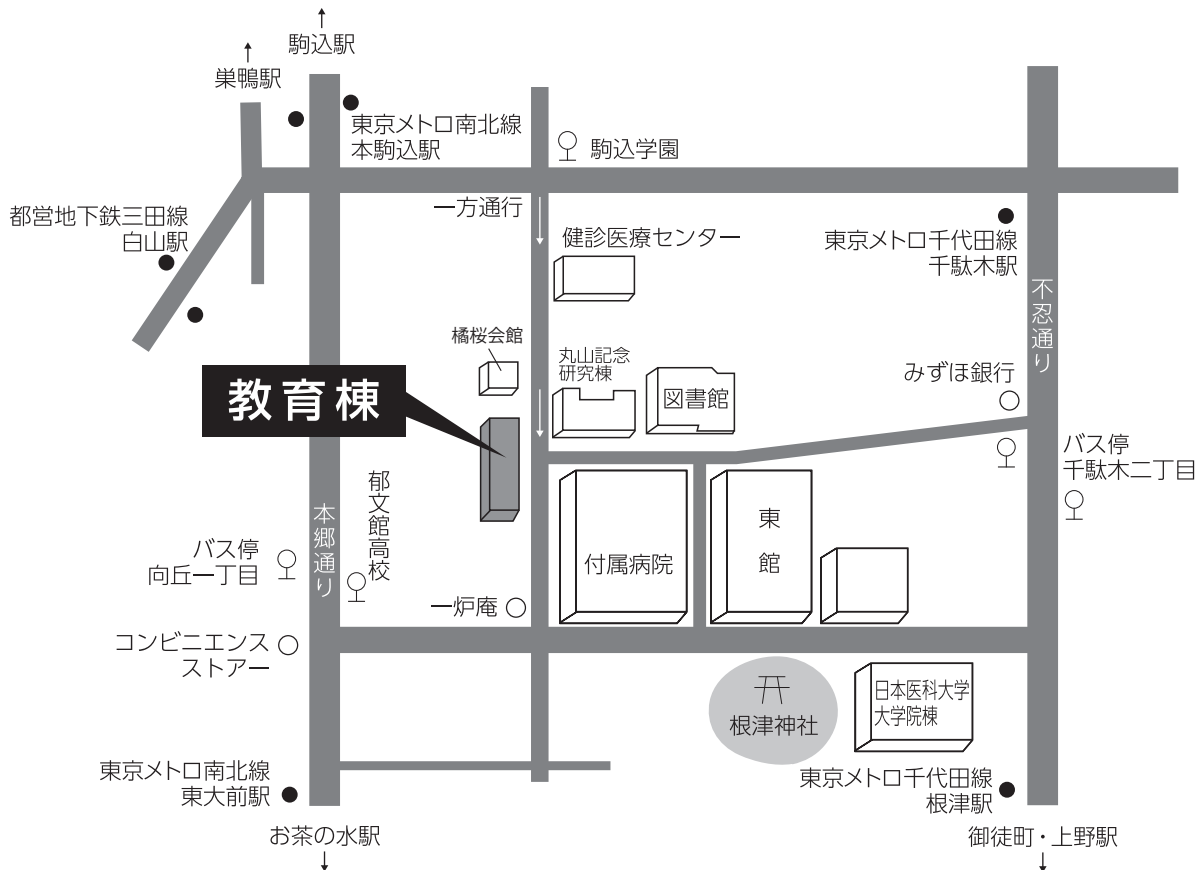 駒込駅
巣鴨駅
東京メトロ南北線
本駒込駅
駒込学園
都営地下鉄三田線
白山駅
一方通行
健診医療センター
東京メトロ千代田線
千駄木駅
不忍通り
橘桜会館
丸山記念
研究棟
図書館
みずほ銀行
教育棟
バス停
千駄木二丁目
郁文館高校
本郷通り
バス停
向丘一丁目
付属病院
東館
一炉庵
コンビニエンス
ストアー
根津神社
日本医科大学
大学院棟
東京メトロ南北線
東大前駅
東京メトロ千代田線
根津駅
お茶の水駅
御徒町・上野駅